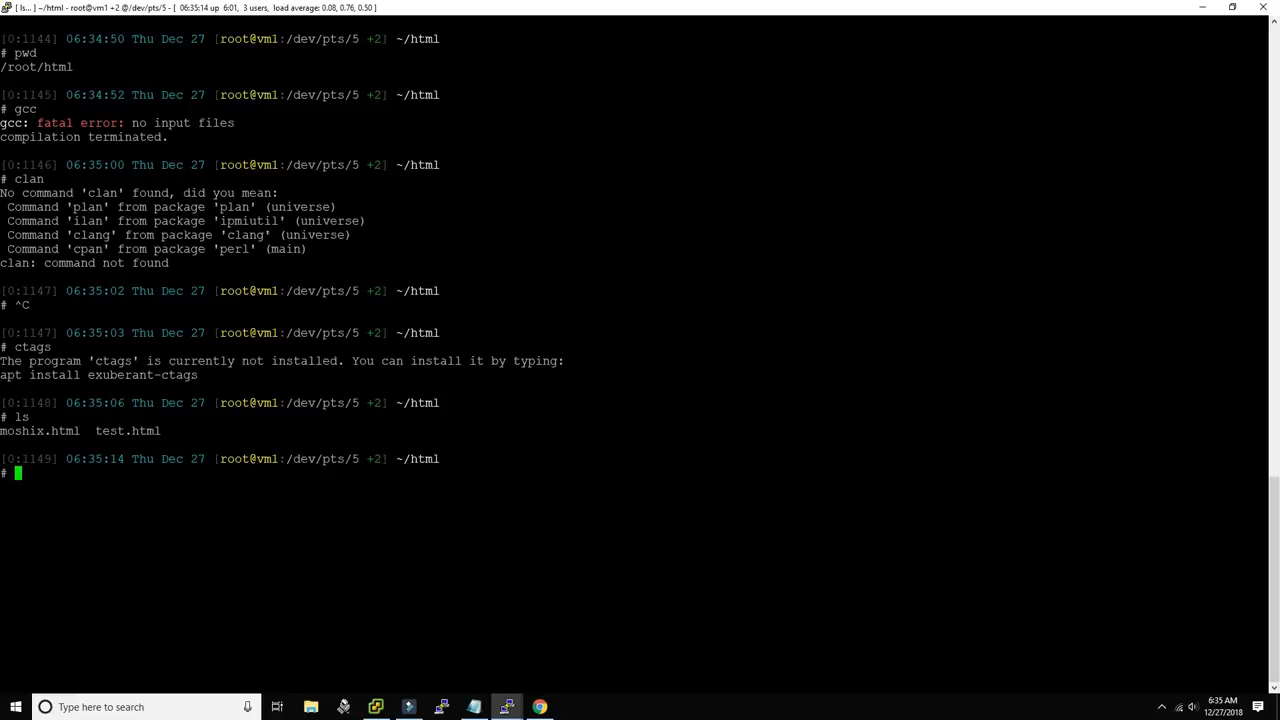 [ ls... ] ~/html - root@vm1 +2 @/dev/pts/5 - [ 06:35:14 up 6:01, 3 users, load average: 0.08, 0.76, 0.50]
[0:1144] 06:34:50 Thu Dec 27 [root@vm1:/dev/pts/5 +2] ~/html
# pwd
/root/html
[0:1145] 06:34:52 Thu Dec 27 [root@vm1:/dev/pts/5 +2] ~/html
# gcc
gcc: fatal error: no input files
compilation terminated.
[0:1146] 06:35:00 Thu Dec 27 [root@vm1:/dev/pts/5 +2] ~/html
# clan
No command 'clan' found, did you mean:
 Command 'plan' from package 'plan' (universe)
 Command 'ilan' from package 'ipmiutil' (universe)
 Command 'clang' from package 'clang' (universe)
 Command 'cpan' from package 'perl' (main)
clan: command not found
[0:1147] 06:35:02 Thu Dec 27 [root@vm1:/dev/pts/5 +2] ~/html
# ^C
[0:1147] 06:35:03 Thu Dec 27 [root@vm1:/dev/pts/5 +2] ~/html
# ctags
The program 'ctags' is currently not installed. You can install it by typing:
apt install exuberant-ctags
[0:1148] 06:35:06 Thu Dec 27 [root@vm1:/dev/pts/5 +2] ~/html
# ls
moshix.html  test.html
[0:1149] 06:35:14 Thu Dec 27 [root@vm1:/dev/pts/5 +2] ~/html
#
Type here to search
6:35 AM
12/27/2018